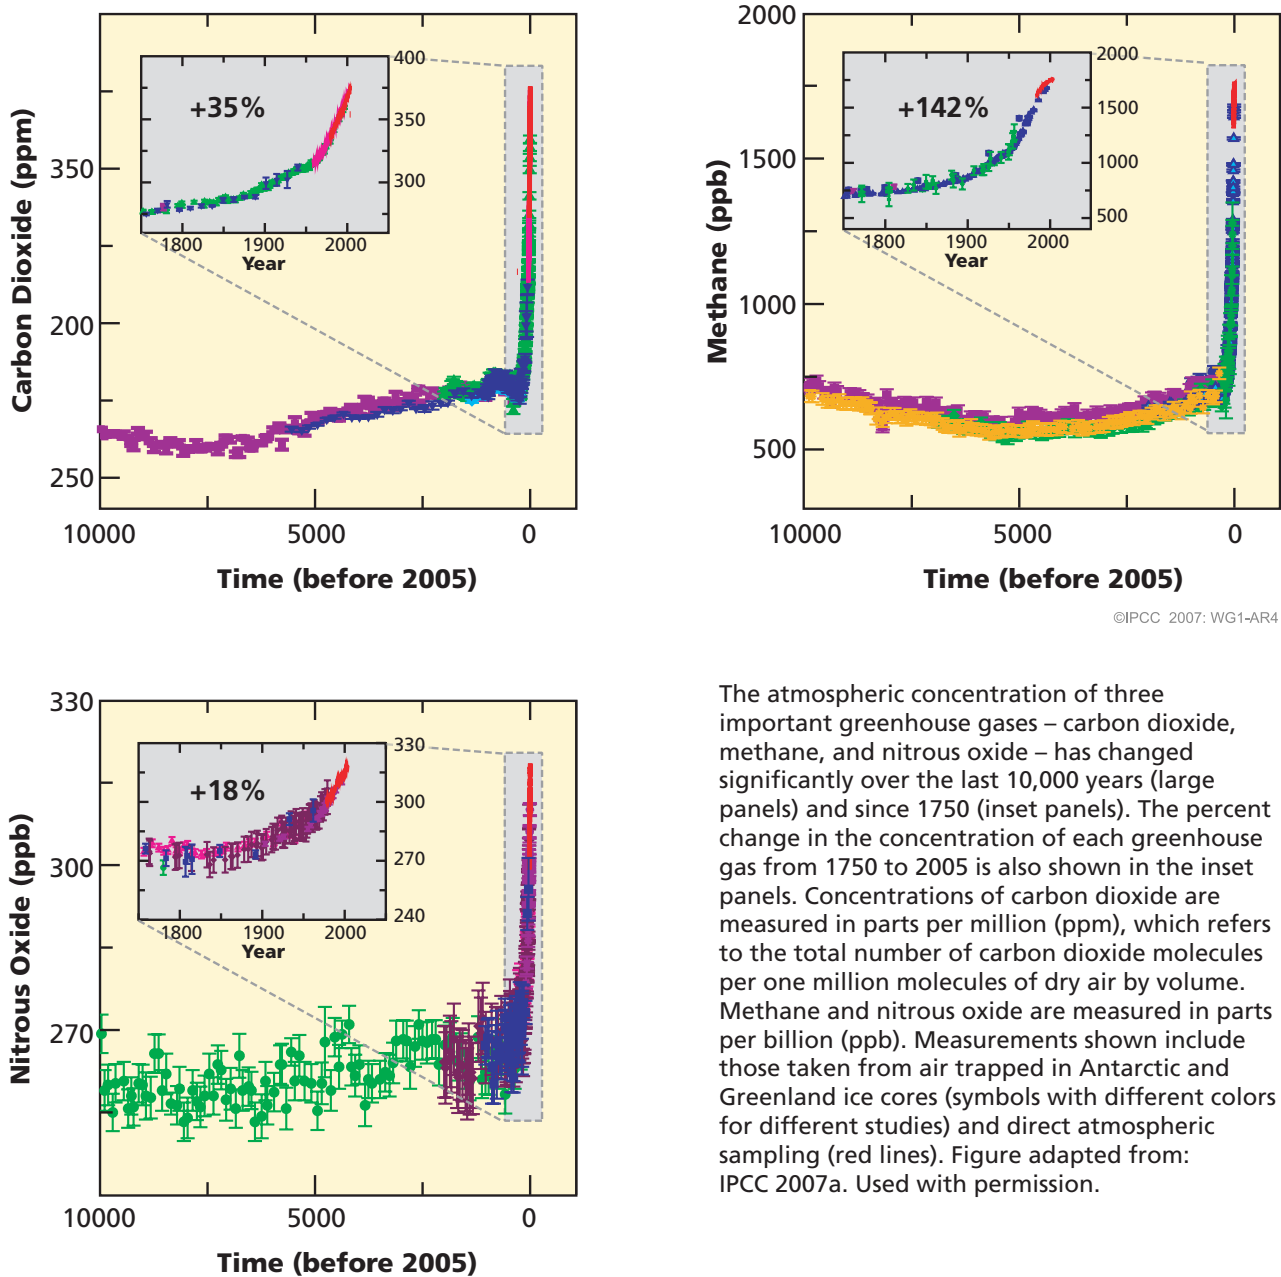 Carbon Dioxide (ppm)
350
200
250
10000
5000
0
Time (before 2005)
+35%
400
350
300
1800
1900
2000
Year
Methane (ppb)
2000
1500
1000
500
10000
5000
0
Time (before 2005)
+142%
2000
1500
1000
500
1800
1900
2000
Year
©IPCC 2007: WG1-AR4
Nitrous Oxide (ppb)
330
300
270
10000
5000
0
Time (before 2005)
+18%
330
300
270
240
1800
1900
2000
Year
The atmospheric concentration of three
important greenhouse gases – carbon dioxide,
methane, and nitrous oxide – has changed
significantly over the last 10,000 years (large
panels) and since 1750 (inset panels). The percent
change in the concentration of each greenhouse
gas from 1750 to 2005 is also shown in the inset
panels. Concentrations of carbon dioxide are
measured in parts per million (ppm), which refers
to the total number of carbon dioxide molecules
per one million molecules of dry air by volume.
Methane and nitrous oxide are measured in parts
per billion (ppb). Measurements shown include
those taken from air trapped in Antarctic and
Greenland ice cores (symbols with different colors
for different studies) and direct atmospheric
sampling (red lines). Figure adapted from:
IPCC 2007a. Used with permission.